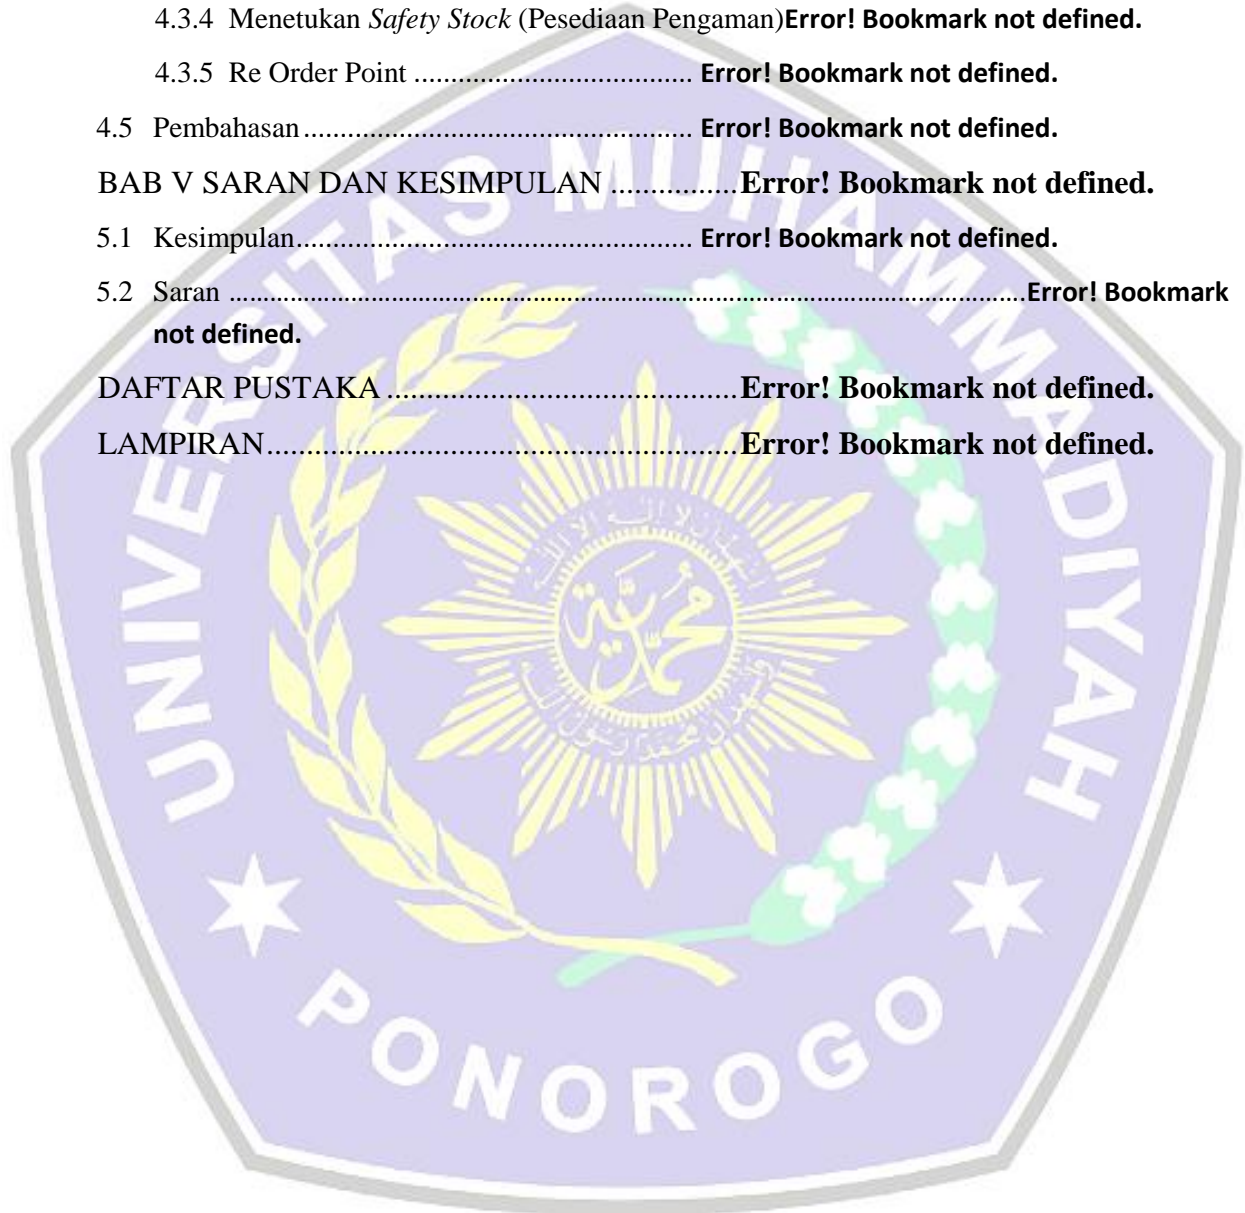 4.3.4 Menetukan Safety Stock (Pesediaan Pengaman)Error! Bookmark not defined.
4.3.5 Re Order Point ...................................... Error! Bookmark not defined.
4.5 Pembahasan..................................................... Error! Bookmark not defined.
BAB V SARAN DAN KESIMPULAN ...............Error! Bookmark not defined.
5.1 Kesimpulan...................................................... Error! Bookmark not defined.
5.2 Saran ..............................................................................................................Error! Bookmark
not defined.
DAFTAR PUSTAKA .....................................Error! Bookmark not defined.
LAMPIRAN..................................................Error! Bookmark not defined.
UNIVERSITAS MUHAMMADIYAH
محمدية
PONOROGO